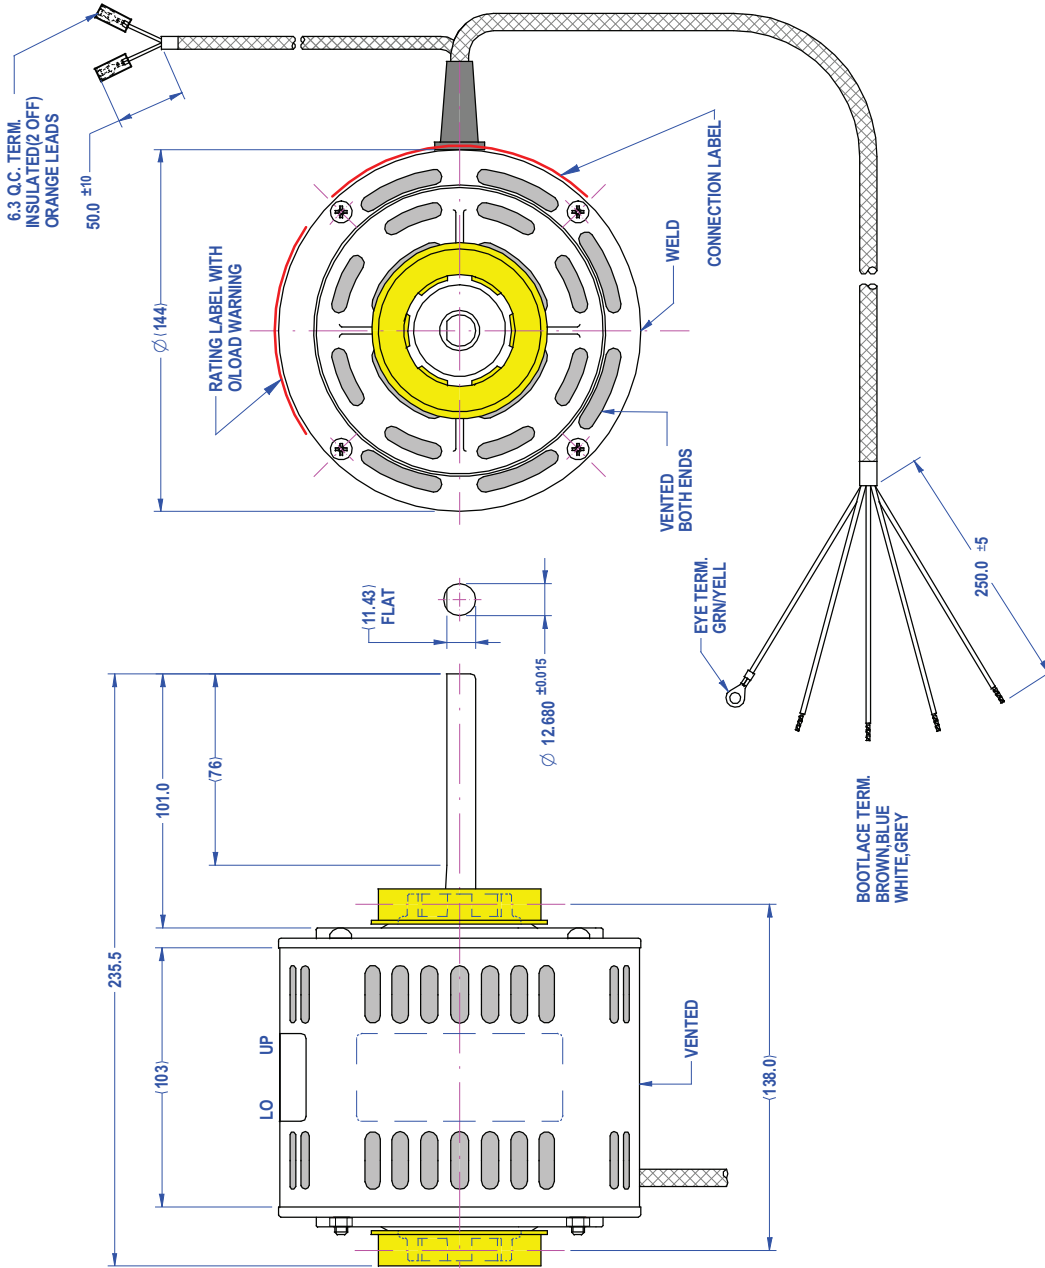 6.3 Q.C. TERM.
INSULATED(2 OFF)
ORANGE LEADS
50.0 ±10
Ø (144)
RATING LABEL WITH
O/LOAD WARNING
CONNECTION LABEL
WELD
VENTED
BOTH ENDS
(11.43)
FLAT
Ø 12.680 ±0.015
EYE TERM.
GRN/YELL
250.0 ±5
BOOTLACE TERM.
BROWN,BLUE
WHITE,GREY
235.5
101.0
(76)
(103)
LO UP
VENTED
(138.0)